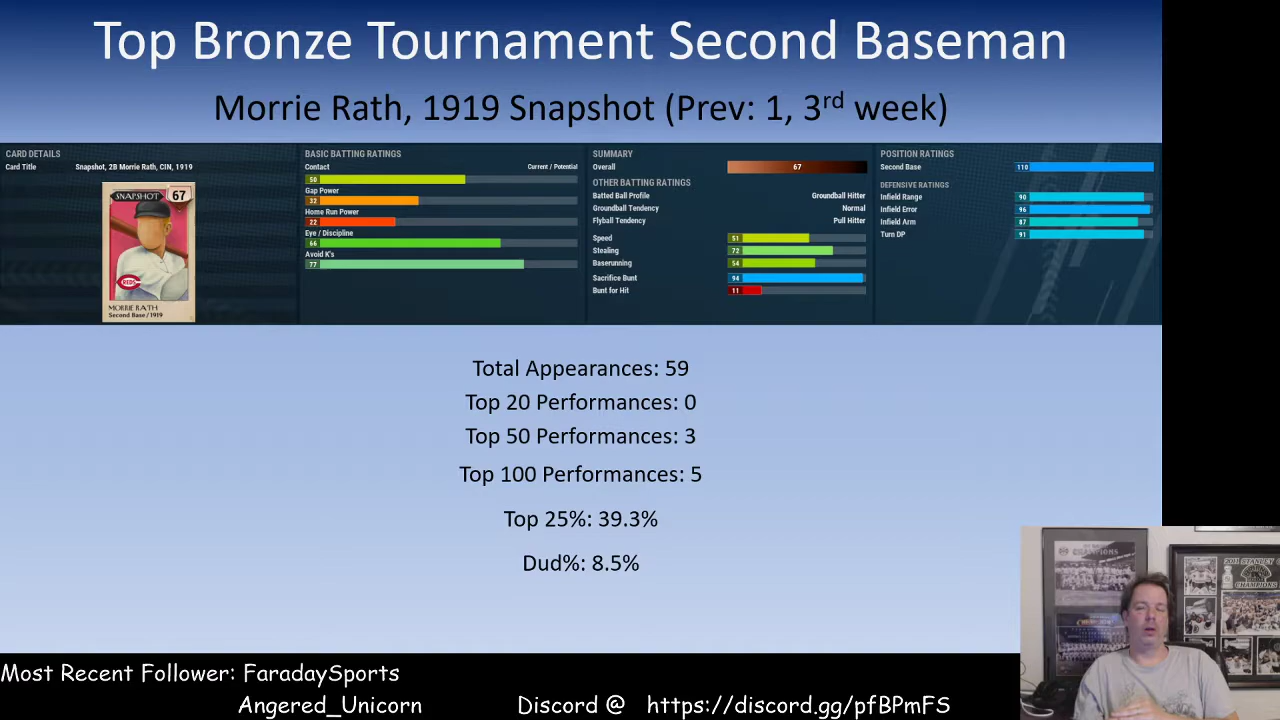 Top Bronze Tournament Second Baseman
Morrie Rath, 1919 Snapshot (Prev: 1, 3rd week)
CARD DETAILS
Card Title Snapshot, 2B Morrie Rath, CIN, 1919
SNAPSHOT 67
REDS
MORRIE RATH
Second Base / 1919
BASIC BATTING RATINGS
Contact Current / Potential
50
Gap Power
32
Home Run Power
22
Eye / Discipline
66
Avoid K's
77
SUMMARY
Overall 67
OTHER BATTING RATINGS
Batted Ball Profile Groundball Hitter
Groundball Tendency Normal
Flyball Tendency Pull Hitter
Speed 51
Stealing 72
Baserunning 54
Sacrifice Bunt 94
Bunt for Hit 11
POSITION RATINGS
Second Base 110
DEFENSIVE RATINGS
Infield Range 90
Infield Error 96
Infield Arm 87
Turn DP 91
Total Appearances: 59
Top 20 Performances: 0
Top 50 Performances: 3
Top 100 Performances: 5
Top 25%: 39.3%
Dud%: 8.5%
CHAMPIONS
2011 STANLEY
CHAMPIONS
Most Recent Follower: FaradaySports
Angered_Unicorn Discord @ https://discord.gg/pfBPmFS